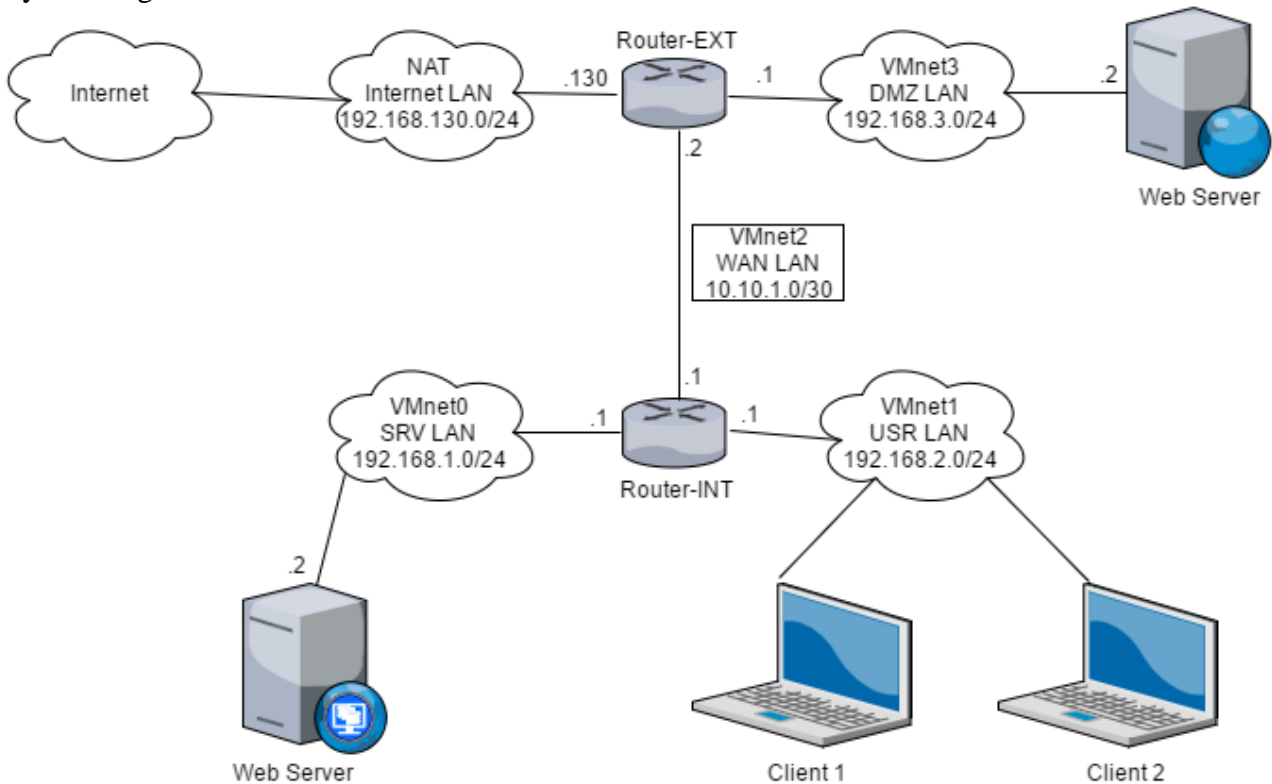 Router-EXT
Internet
NAT
Internet LAN
192.168.130.0/24
.130
.1
VMnet3
DMZ LAN
192.168.3.0/24
.2
Web Server
.2
VMnet2
WAN LAN
10.10.1.0/30
.1
VMnet0
SRV LAN
192.168.1.0/24
.1
.1
VMnet1
USR LAN
192.168.2.0/24
Router-INT
.2
Web Server
Client 1
Client 2